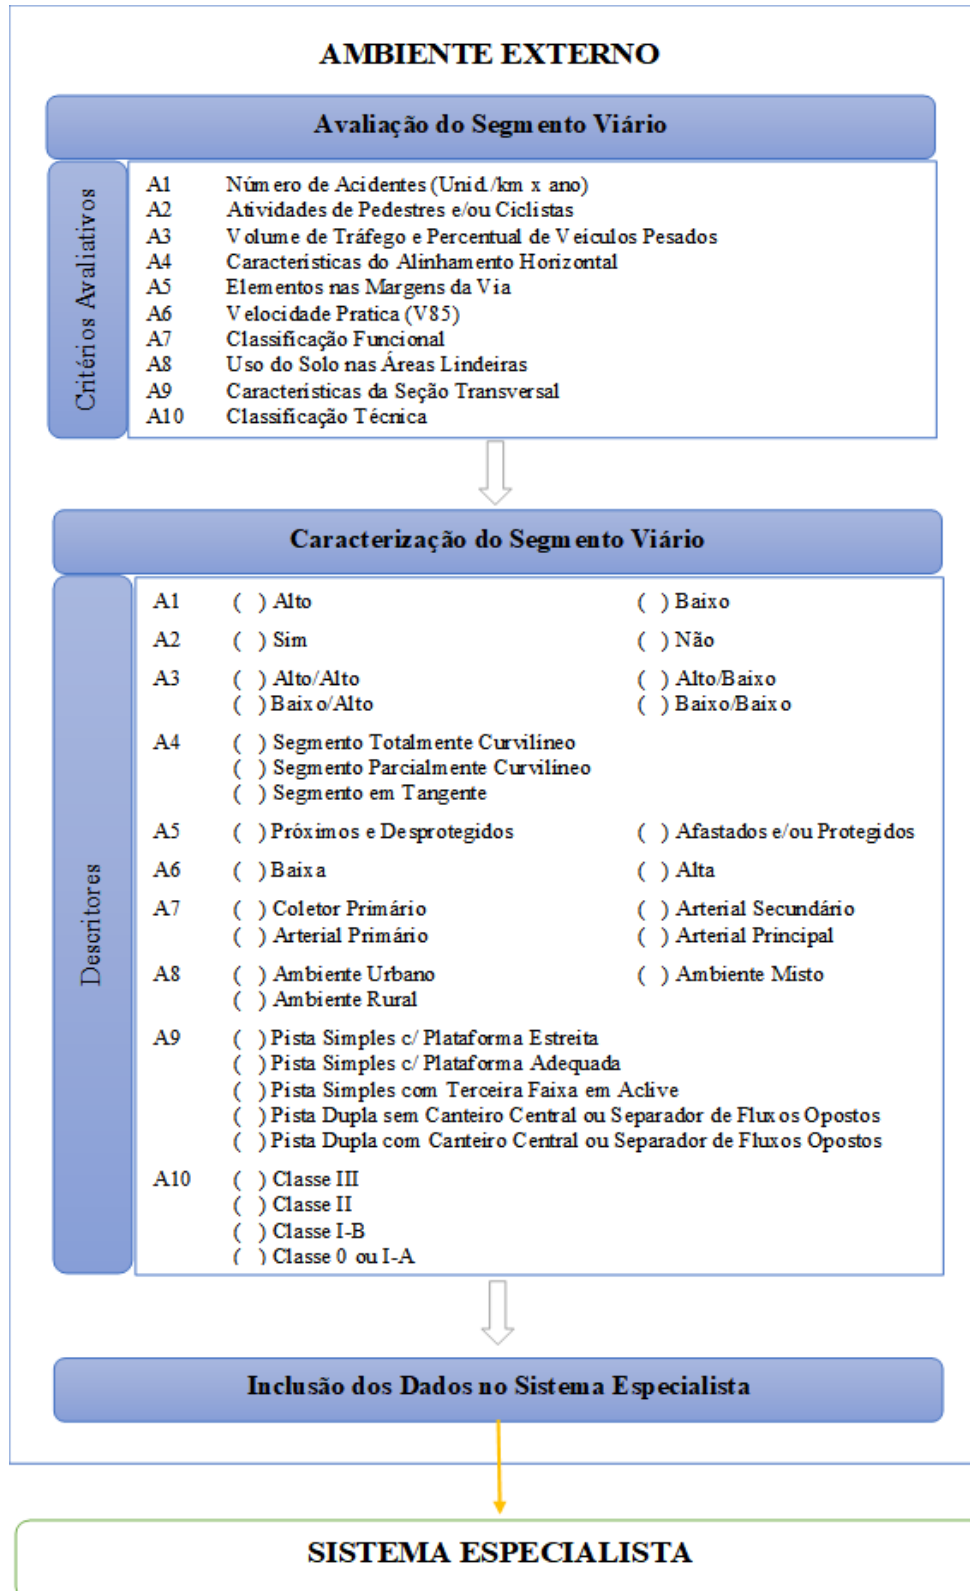 AMBIENTE EXTERNO
Avaliação do Segmento Viário
Critérios Avaliativos
A1 Número de Acidentes (Unid./km x ano)
A2 Atividades de Pedestres e/ou Ciclistas
A3 Volume de Tráfego e Percentual de Veículos Pesados
A4 Características do Alinhamento Horizontal
A5 Elementos nas Margens da Via
A6 Velocidade Pratica (V85)
A7 Classificação Funcional
A8 Uso do Solo nas Áreas Lindeiras
A9 Características da Seção Transversal
A10 Classificação Técnica
Caracterização do Segmento Viário
Descritores
A1 ( ) Alto ( ) Baixo
A2 ( ) Sim ( ) Não
A3 ( ) Alto/Alto ( ) Alto/Baixo
( ) Baixo/Alto ( ) Baixo/Baixo
A4 ( ) Segmento Totalmente Curvilíneo
( ) Segmento Parcialmente Curvilíneo
( ) Segmento em Tangente
A5 ( ) Próximos e Desprotegidos ( ) Afastados e/ou Protegidos
A6 ( ) Baixa ( ) Alta
A7 ( ) Coletor Primário ( ) Arterial Secundário
( ) Arterial Primário ( ) Arterial Principal
A8 ( ) Ambiente Urbano ( ) Ambiente Misto
( ) Ambiente Rural
A9 ( ) Pista Simples c/ Plataforma Estreita
( ) Pista Simples c/ Plataforma Adequada
( ) Pista Simples com Terceira Faixa em Aclive
( ) Pista Dupla sem Canteiro Central ou Separador de Fluxos Opostos
( ) Pista Dupla com Canteiro Central ou Separador de Fluxos Opostos
A10 ( ) Classe III
( ) Classe II
( ) Classe I-B
( ) Classe 0 ou I-A
Inclusão dos Dados no Sistema Especialista
SISTEMA ESPECIALISTA